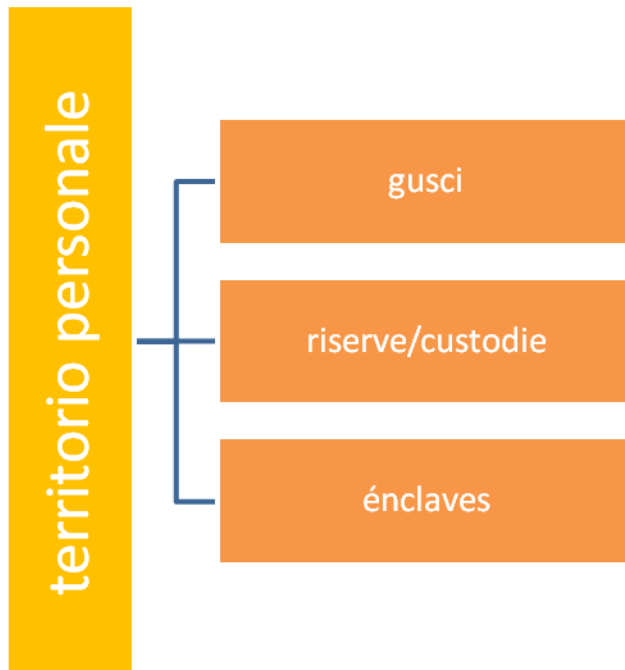 territorio personale
gusci
riserve/custodie
énclaves